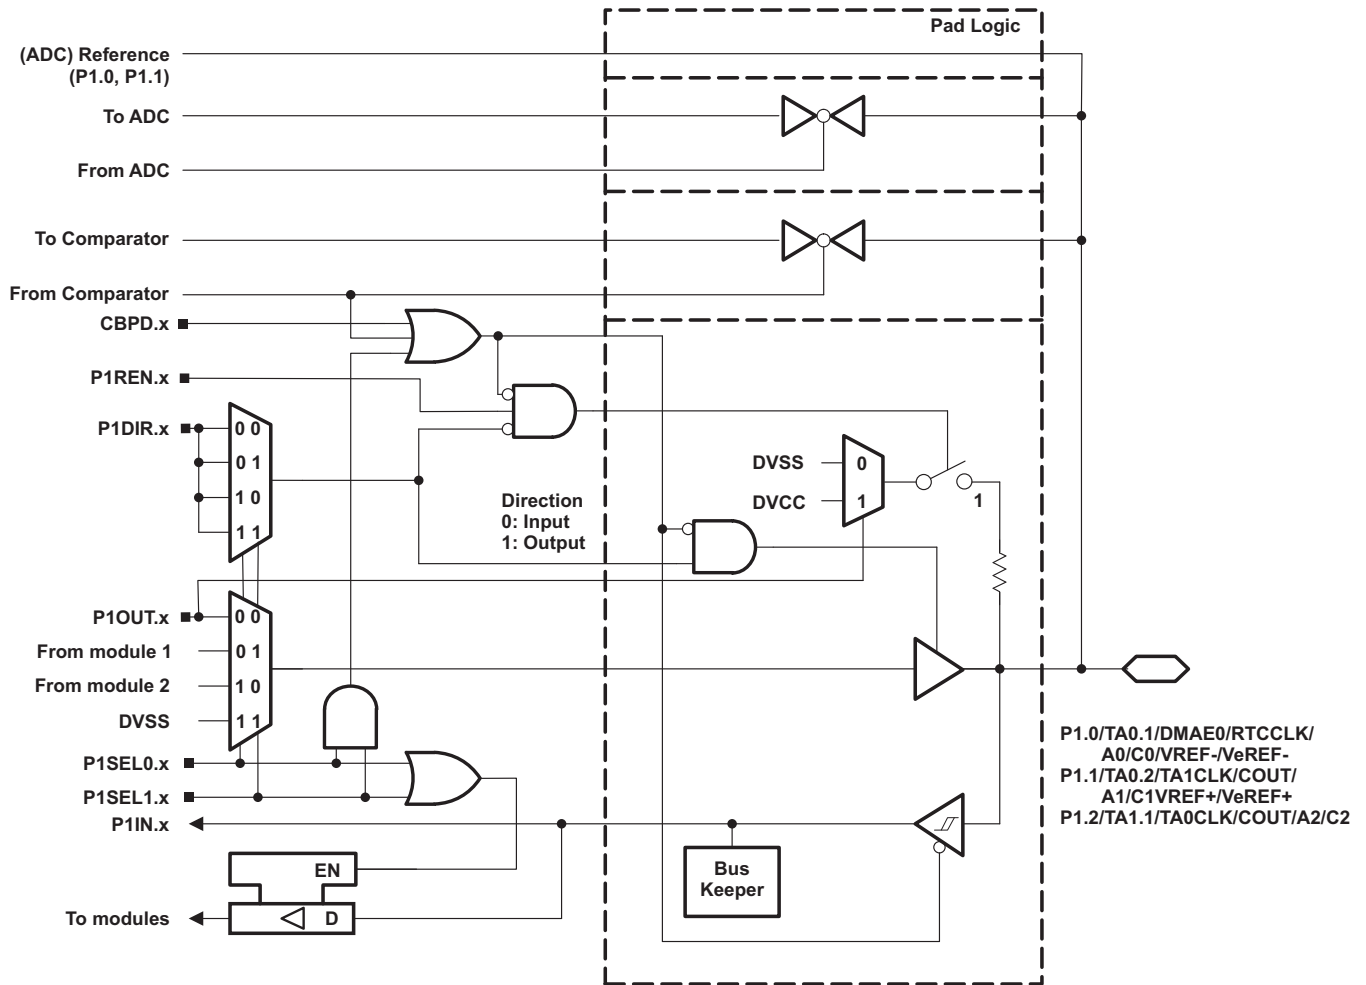 Pad Logic
(ADC) Reference
(P1.0, P1.1)
To ADC
From ADC
To Comparator
From Comparator
CBPD.x
P1REN.x
P1DIR.x
0 0
0 1
1 0
1 1
Direction
0: Input
1: Output
DVSS
0
DVCC
1
1
P1OUT.x
0 0
From module 1
0 1
From module 2
1 0
DVSS
1 1
P1SEL0.x
P1SEL1.x
P1IN.x
EN
D
To modules
Bus
Keeper
P1.0/TA0.1/DMAE0/RTCCLK/
A0/C0/VREF-/VeREF-
P1.1/TA0.2/TA1CLK/COUT/
A1/C1VREF+/VeREF+
P1.2/TA1.1/TA0CLK/COUT/A2/C2